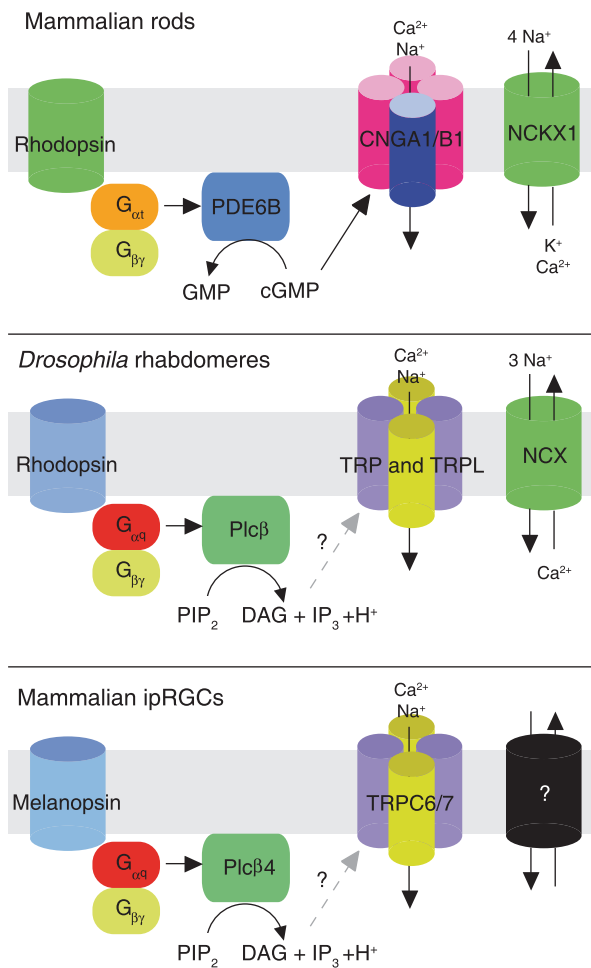 Mammalian rods
Ca²⁺
Na⁺
4 Na⁺
Rhodopsin
CNGA1/B1
NCKX1
Gαt
PDE6B
Gβγ
K⁺
Ca²⁺
GMP
cGMP
Drosophila rhabdomeres
Ca²⁺
Na⁺
3 Na⁺
Rhodopsin
TRP and TRPL
NCX
Gαq
Plcβ
?
Gβγ
Ca²⁺
PIP₂
DAG + IP₃+H⁺
Mammalian ipRGCs
Ca²⁺
Na⁺
Melanopsin
TRPC6/7
?
Gαq
Plcβ4
?
Gβγ
PIP₂
DAG + IP₃+H⁺